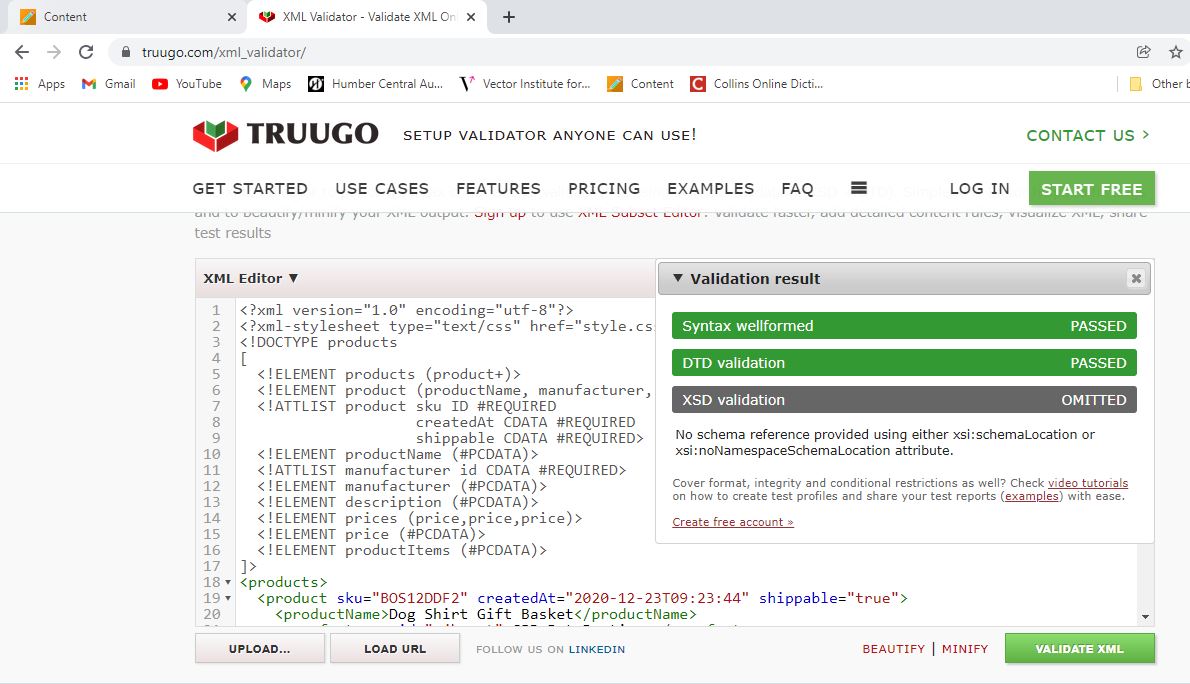 Content
XML Validator - Validate XML Onl
truugo.com/xml_validator/
Apps
Gmail
YouTube
Maps
Humber Central Au...
Vector Institute for...
Content
Collins Online Dicti...
Other b
TRUUGO
SETUP VALIDATOR ANYONE CAN USE!
CONTACT US >
GET STARTED
USE CASES
FEATURES
PRICING
EXAMPLES
FAQ
LOG IN
START FREE
and to beautify/minify your XML output. Sign up to use XML Subset Editor. Validate faster, add detailed content rules, visualize XML, share
test results
XML Editor ▼
1 <?xml version="1.0" encoding="utf-8"?>
2 <?xml-stylesheet type="text/css" href="style.css
3 <!DOCTYPE products
4 [
5 <!ELEMENT products (product+)>
6 <!ELEMENT product (productName, manufacturer,
7 <!ATTLIST product sku ID #REQUIRED
8 createdAt CDATA #REQUIRED
9 shippable CDATA #REQUIRED>
10 <!ELEMENT productName (#PCDATA)>
11 <!ATTLIST manufacturer id CDATA #REQUIRED>
12 <!ELEMENT manufacturer (#PCDATA)>
13 <!ELEMENT description (#PCDATA)>
14 <!ELEMENT prices (price,price,price)>
15 <!ELEMENT price (#PCDATA)>
16 <!ELEMENT productItems (#PCDATA)>
17 ]>
18 <products>
19 <product sku="BOS12DDF2" createdAt="2020-12-23T09:23:44" shippable="true">
20 <productName>Dog Shirt Gift Basket</productName>
▼ Validation result
Syntax wellformed PASSED
DTD validation PASSED
XSD validation OMITTED
No schema reference provided using either xsi:schemaLocation or
xsi:noNamespaceSchemaLocation attribute.
Cover format, integrity and conditional restrictions as well? Check video tutorials
on how to create test profiles and share your test reports (examples) with ease.
Create free account »
UPLOAD...
LOAD URL
FOLLOW US ON LINKEDIN
BEAUTIFY | MINIFY
VALIDATE XML